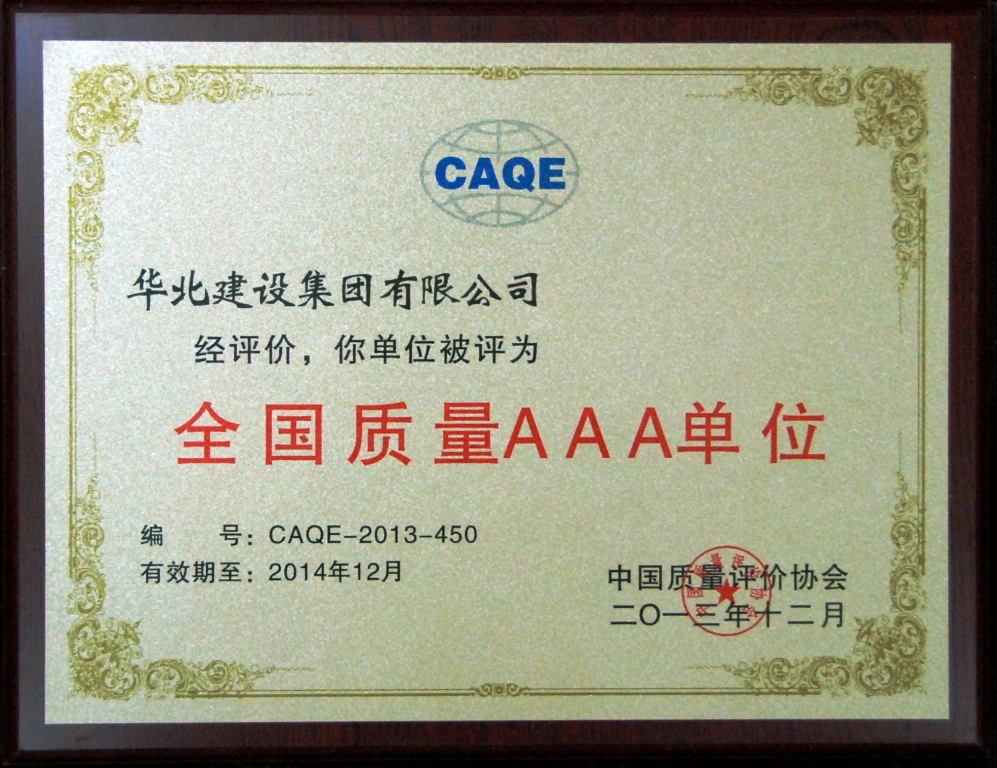 CAQE
华北建设集团有限公司
经评价，你单位被评为
全国质量AAA单位
编　　号：CAQE-2013-450
有效期至：2014年12月
中国质量评价协会
二〇一三年十二月